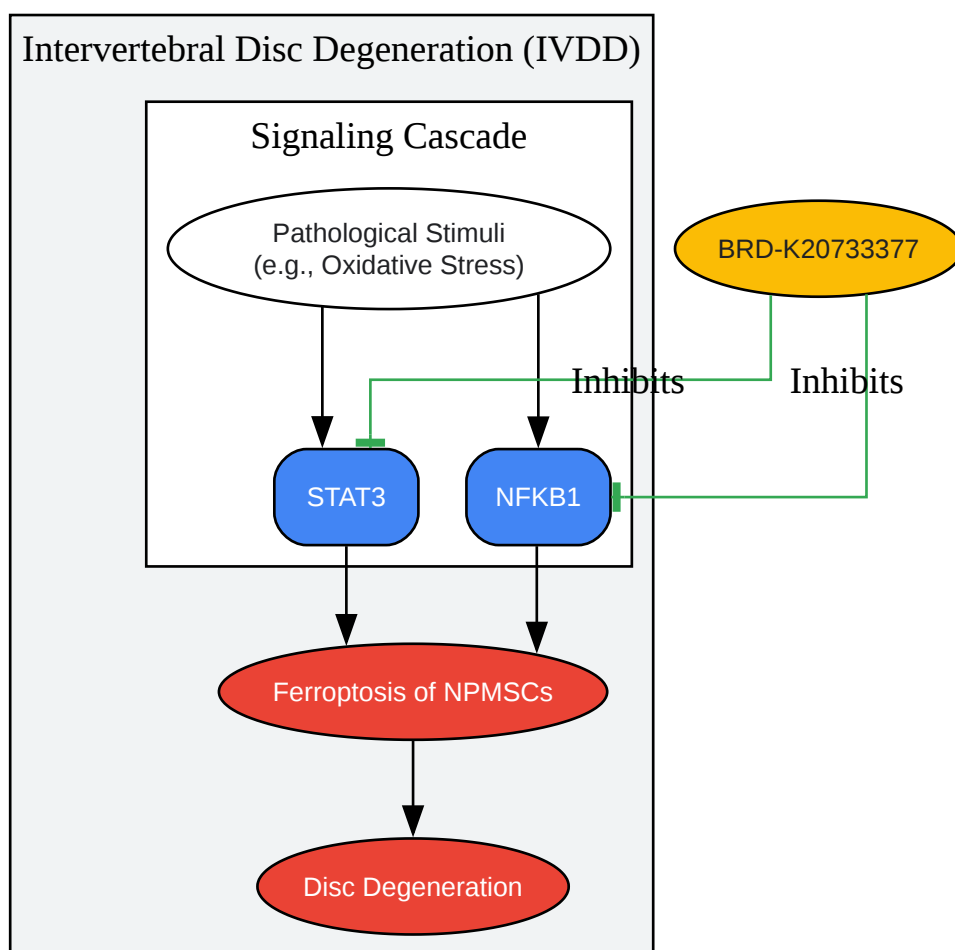 Intervertebral Disc Degeneration (IVDD)
Signaling Cascade
Pathological Stimuli
(e.g., Oxidative Stress)
BRD-K20733377
Inhibits
Inhibits
STAT3
NFKB1
Ferroptosis of NPMSCs
Disc Degeneration